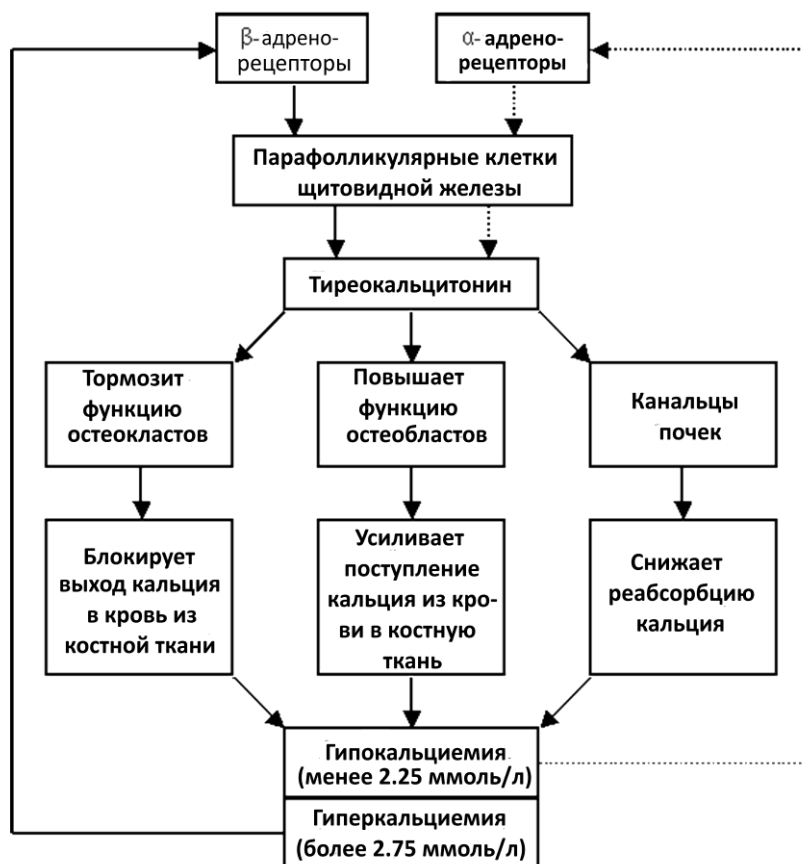 β-адрено-
рецепторы
α-адрено-
рецепторы
Парафолликулярные клетки
щитовидной железы
Тиреокальцитонин
Тормозит
функцию
остеокластов
Повышает
функцию
остеобластов
Канальцы
почек
Блокирует
выход кальция
в кровь из
костной ткани
Усиливает
поступление
кальция из кро-
ви в костную
ткань
Снижает
реабсорбцию
кальция
Гипокальциемия
(менее 2.25 ммоль/л)
Гиперкальциемия
(более 2.75 ммоль/л)